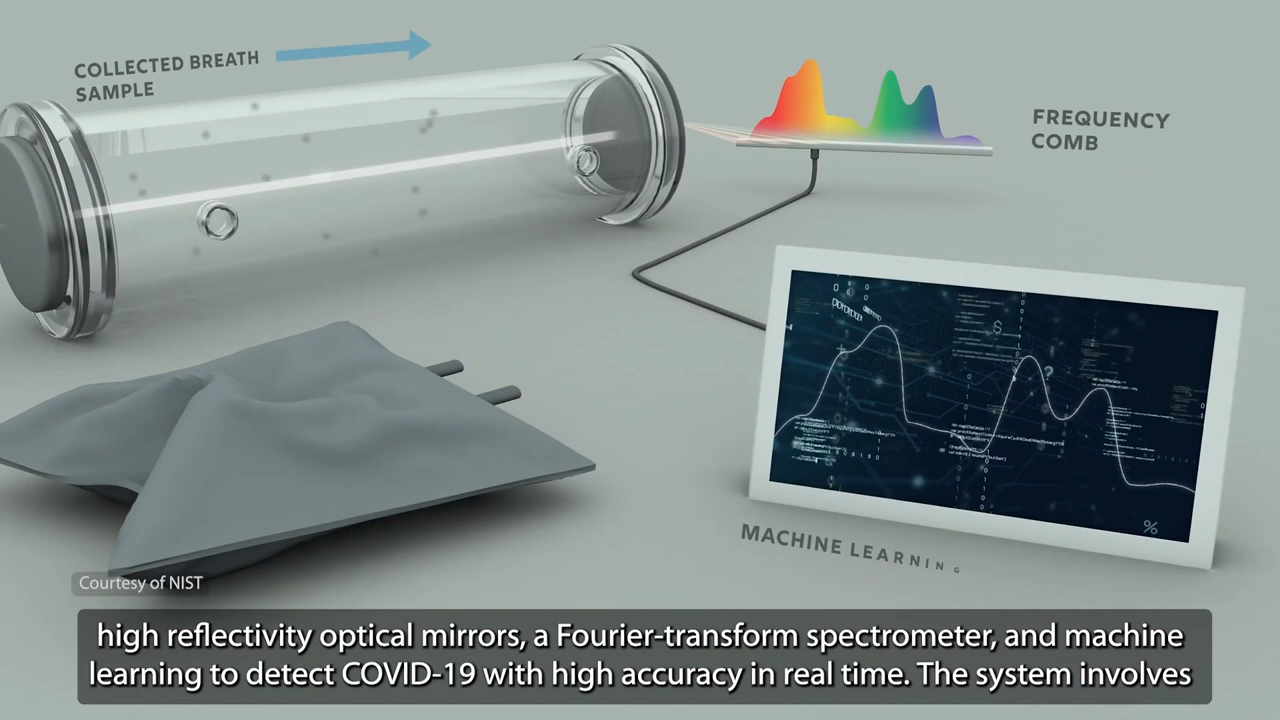 COLLECTED BREATH
SAMPLE
FREQUENCY
COMB
MACHINE LEARNING
Courtesy of NIST
high reflectivity optical mirrors, a Fourier-transform spectrometer, and machine
learning to detect COVID-19 with high accuracy in real time. The system involves